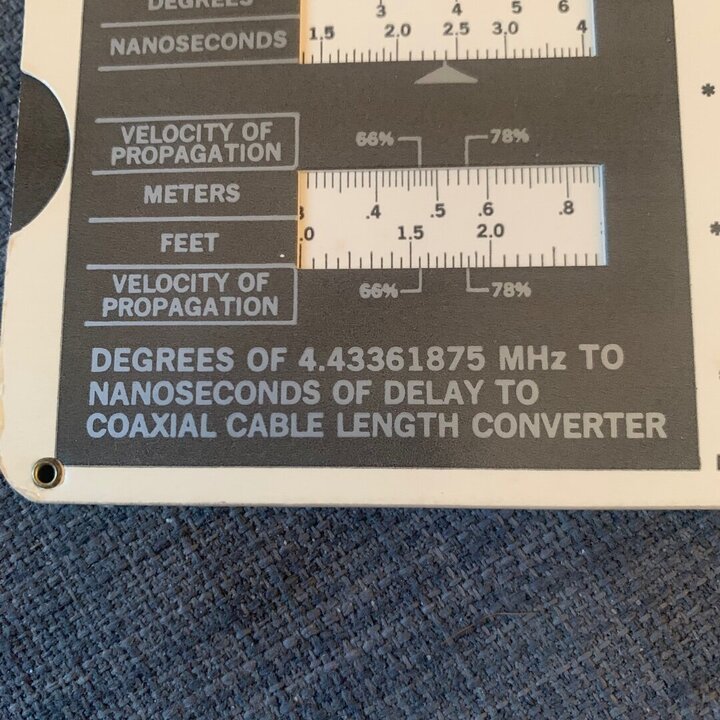 DEGREES
3 4 5 6
NANOSECONDS
1.5 2.0 2.5 3.0 4
VELOCITY OF
PROPAGATION
66% 78%
METERS
.4 .5 .6 .8
FEET
.0 1.5 2.0
VELOCITY OF
PROPAGATION
66% 78%
DEGREES OF 4.43361875 MHz TO
NANOSECONDS OF DELAY TO
COAXIAL CABLE LENGTH CONVERTER
*
*